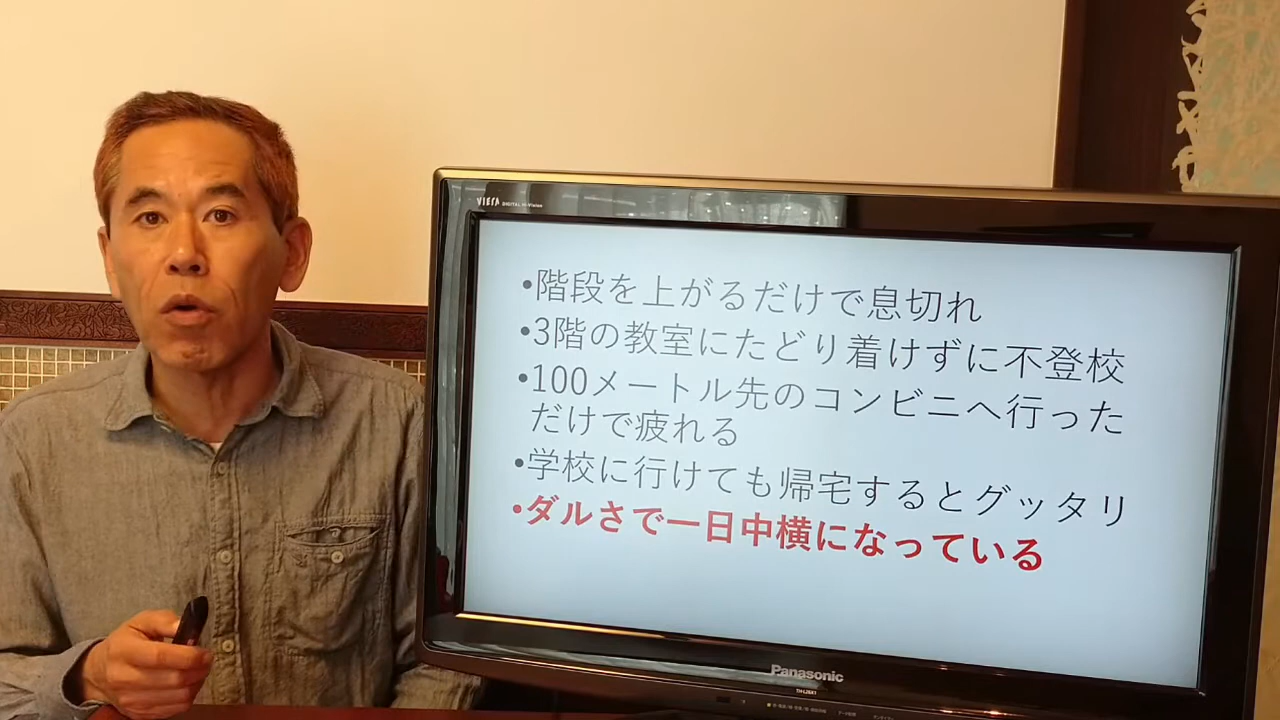 VIERA DIGITAL Hi-Vision
•階段を上がるだけで息切れ
•3階の教室にたどり着けずに不登校
•100メートル先のコンビニへ行った
だけで疲れる
•学校に行けても帰宅するとグッタリ
•ダルさで一日中横になっている
Panasonic